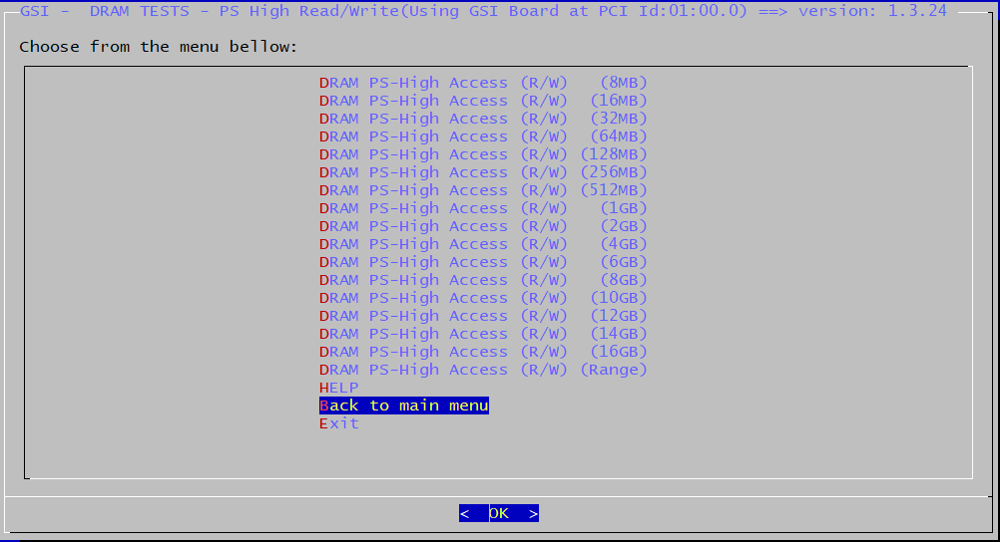 GSI -  DRAM TESTS - PS High Read/Write(Using GSI Board at PCI Id:01:00.0) ==> version: 1.3.24
Choose from the menu bellow:
DRAM PS-High Access (R/W)   (8MB)
DRAM PS-High Access (R/W)  (16MB)
DRAM PS-High Access (R/W)  (32MB)
DRAM PS-High Access (R/W)  (64MB)
DRAM PS-High Access (R/W) (128MB)
DRAM PS-High Access (R/W) (256MB)
DRAM PS-High Access (R/W) (512MB)
DRAM PS-High Access (R/W)   (1GB)
DRAM PS-High Access (R/W)   (2GB)
DRAM PS-High Access (R/W)   (4GB)
DRAM PS-High Access (R/W)   (6GB)
DRAM PS-High Access (R/W)   (8GB)
DRAM PS-High Access (R/W)  (10GB)
DRAM PS-High Access (R/W)  (12GB)
DRAM PS-High Access (R/W)  (14GB)
DRAM PS-High Access (R/W)  (16GB)
DRAM PS-High Access (R/W) (Range)
HELP
Back to main menu
Exit
<  OK  >